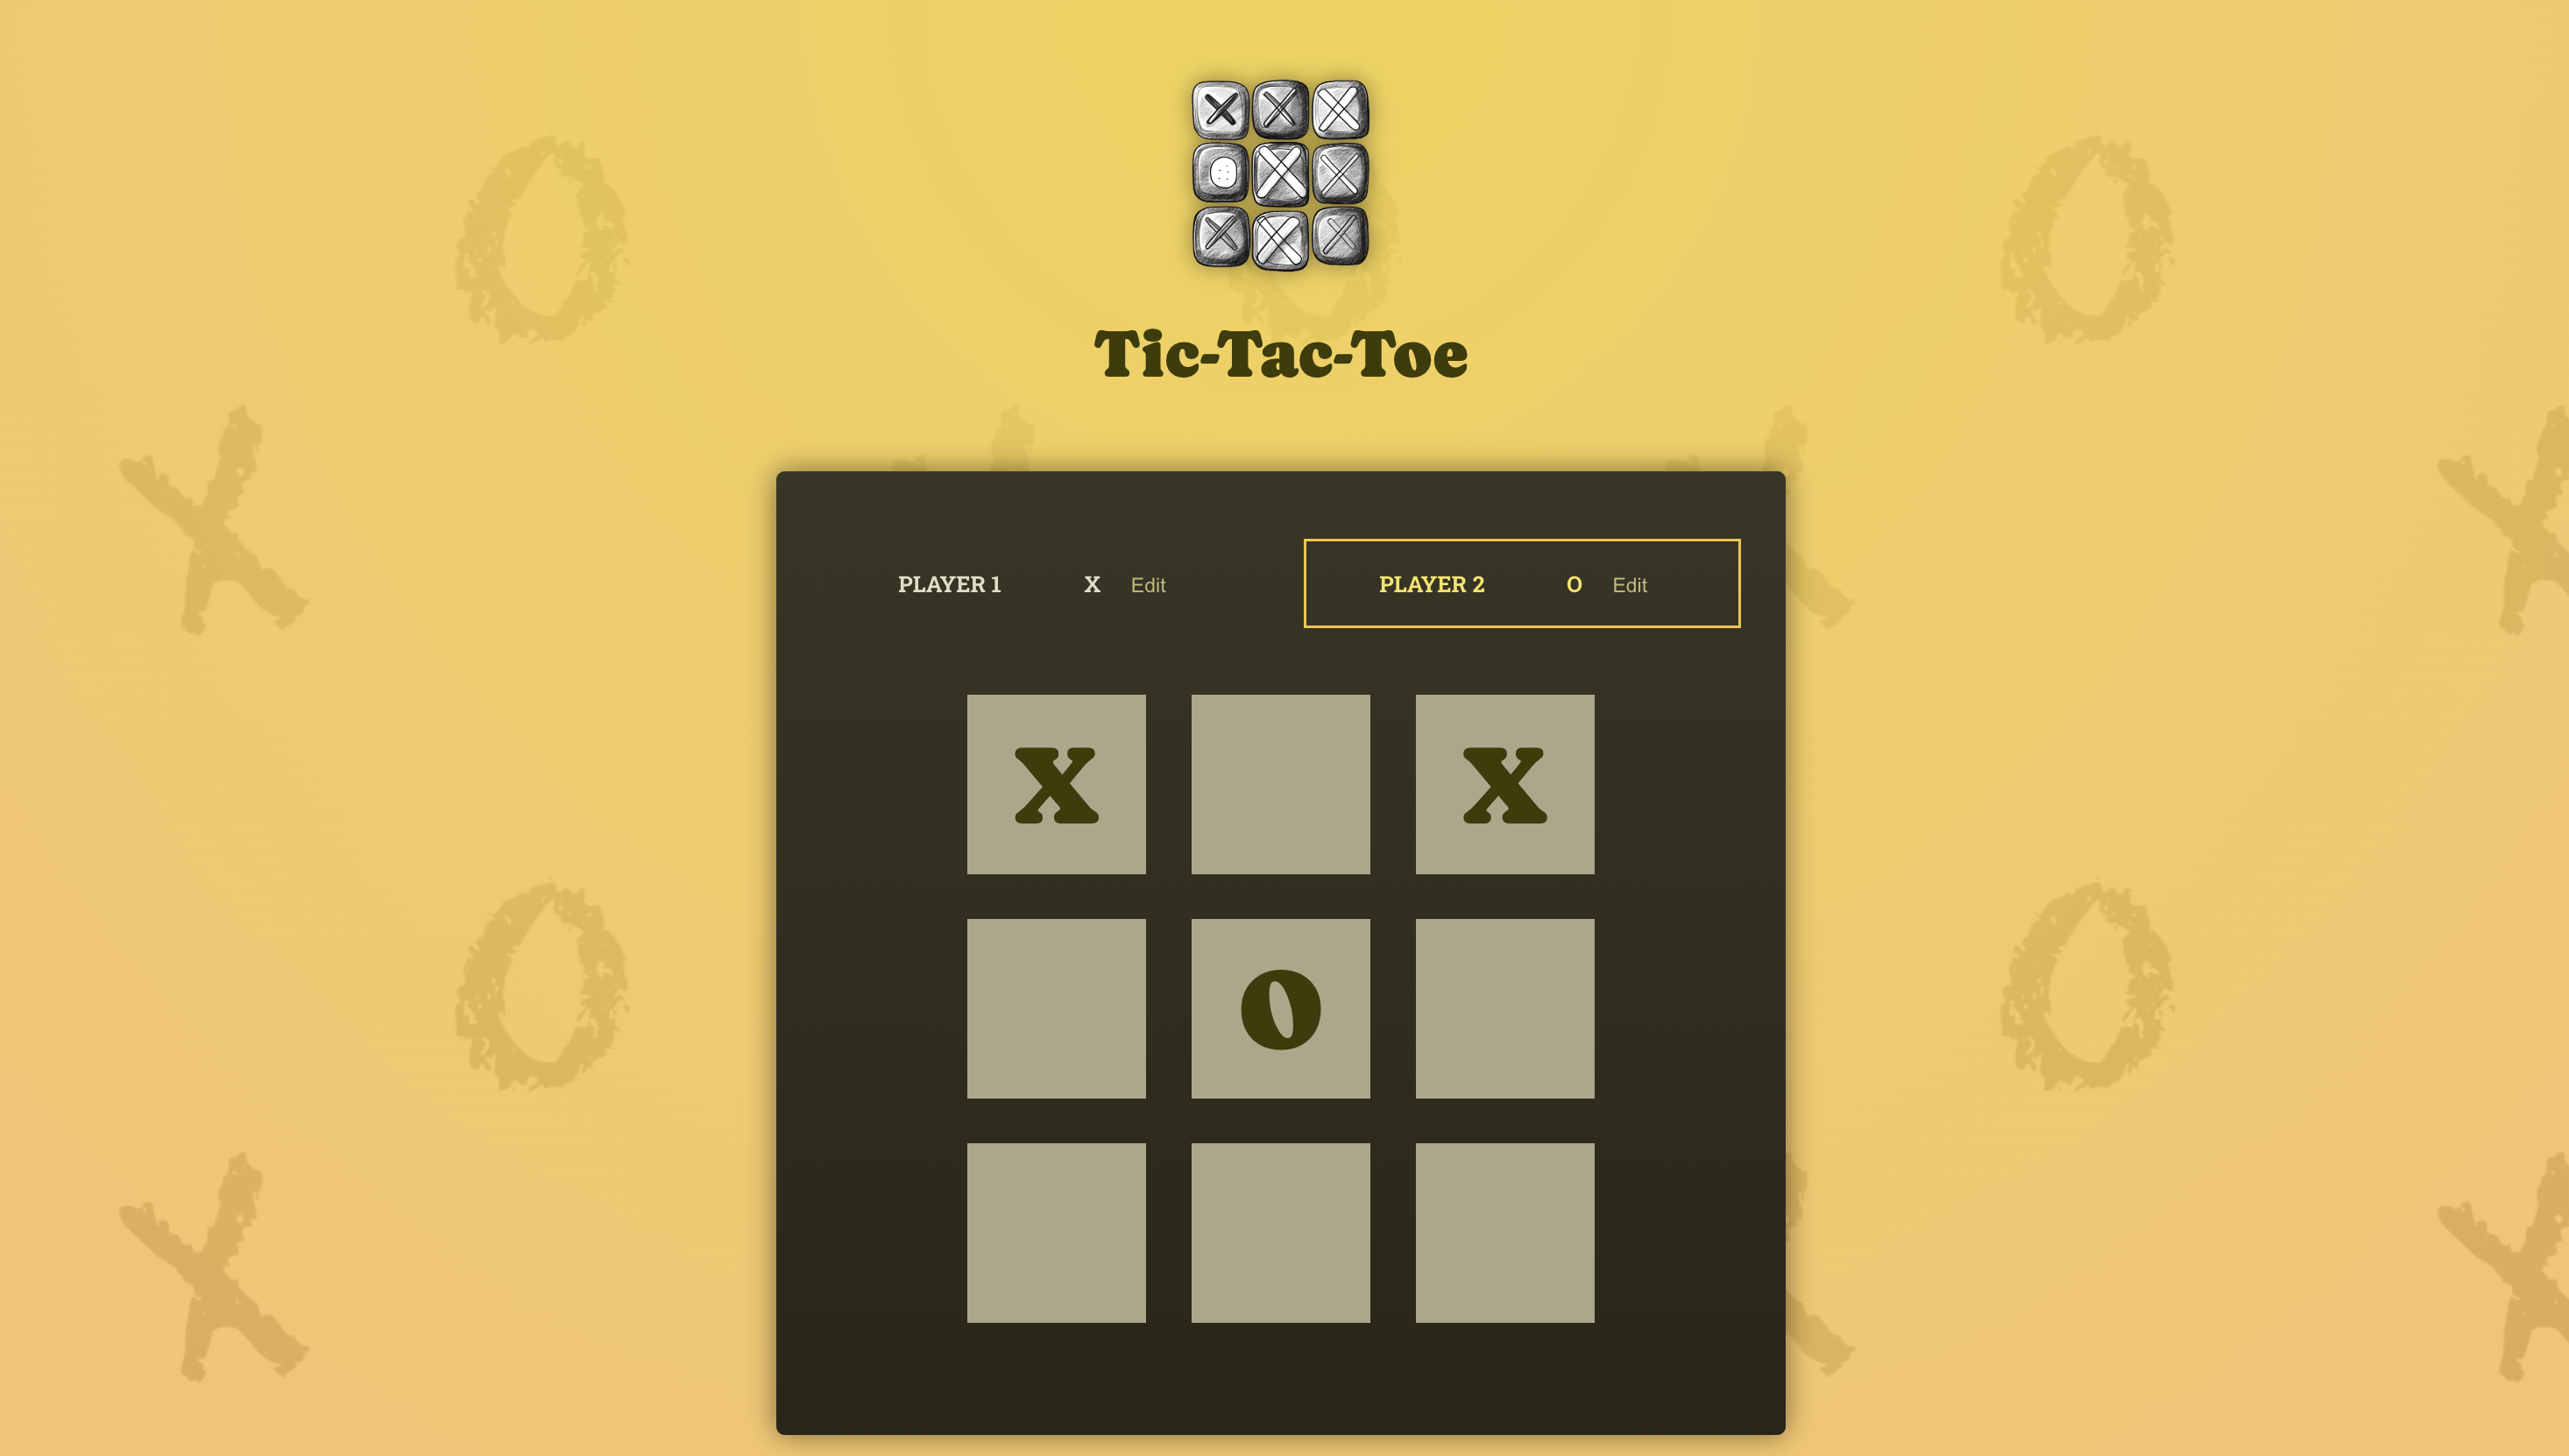 Tic-Tac-Toe
PLAYER 1 X Edit PLAYER 2 O Edit
X X
O